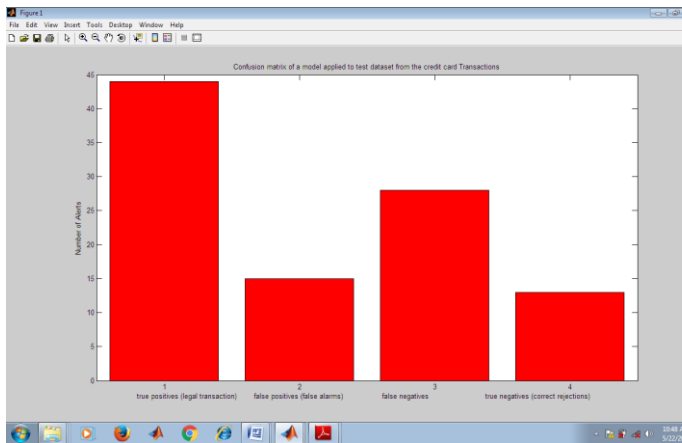 Figure 1
File Edit View Insert Tools Desktop Window Help
Confusion matrix of a model applied to test dataset from the credit card Transactions
45
40
35
30
25
20
15
10
5
0
Number of Alerts
1 2 3 4
true positives (legal transaction) false positives (false alarms) false negatives true negatives (correct rejections)
10:48